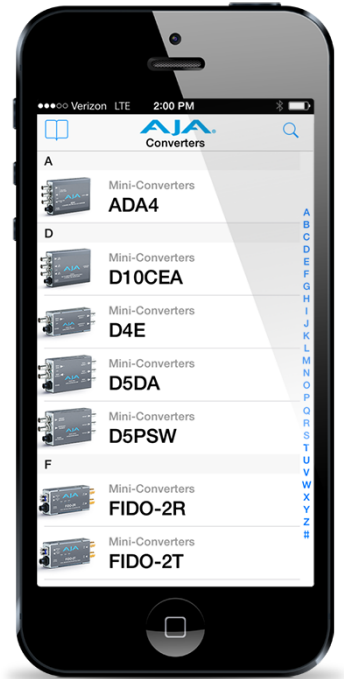 Verizon LTE 2:00 PM
AJA
Converters
A
Mini-Converters
ADA4
D
Mini-Converters
D10CEA
Mini-Converters
D4E
Mini-Converters
D5DA
Mini-Converters
D5PSW
F
Mini-Converters
FIDO-2R
Mini-Converters
FIDO-2T
A
B
C
D
E
F
G
H
I
J
K
L
M
N
O
P
Q
R
S
T
U
V
W
X
Y
Z
#